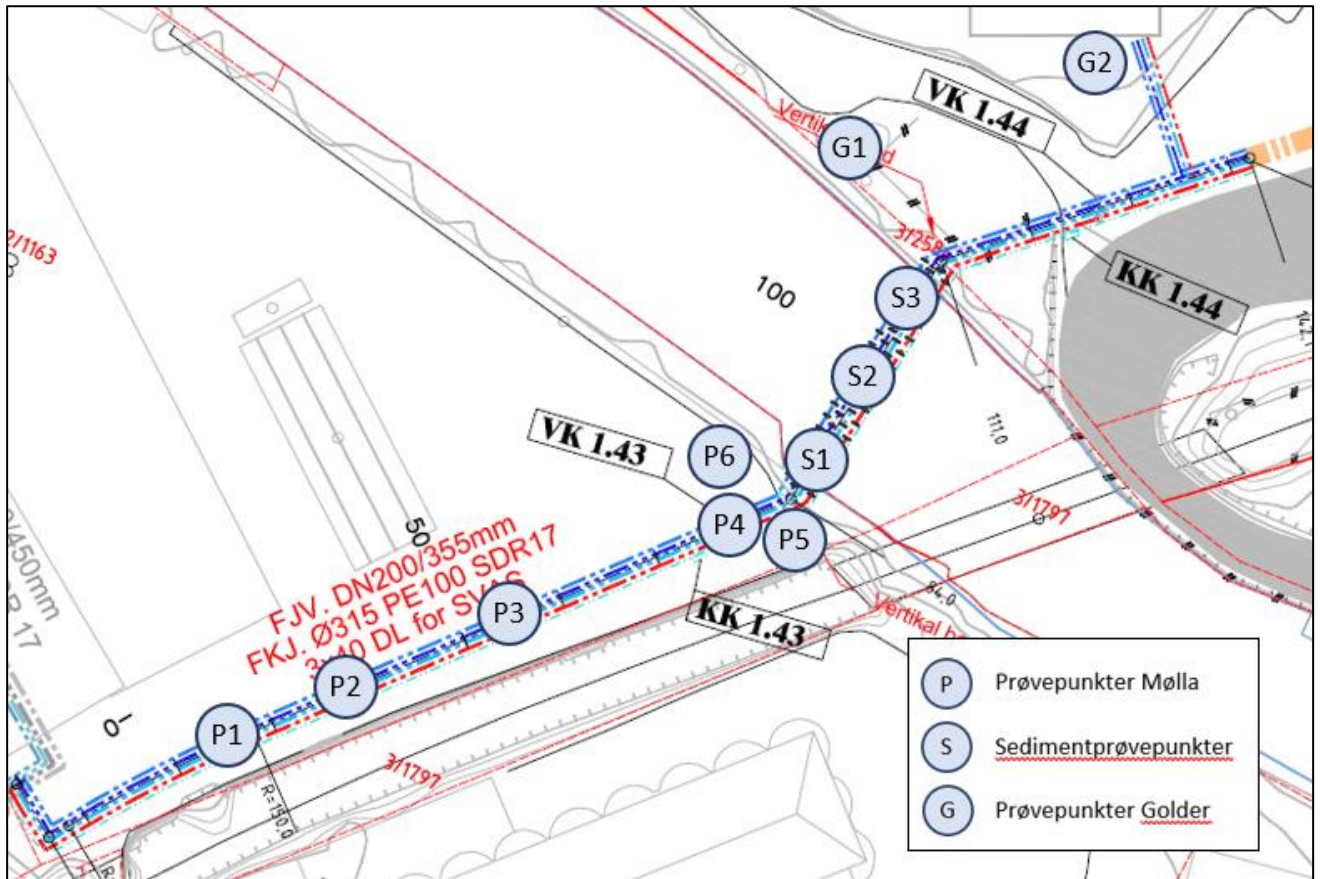 G2
VK 1.44
G1
3/258
KK 1.44
S3
100
S2
111,0
VK 1.43
P6
S1
P4
P5
3/1797
50
FJV. DN200/355mm
FKJ. Ø315 PE100 SDR17
P3
KK 1.43
84,0
P2
P1
0
3/1797
R=150,0
P Prøvepunkter Mølla
S Sedimentprøvepunkter
G Prøvepunkter Golder